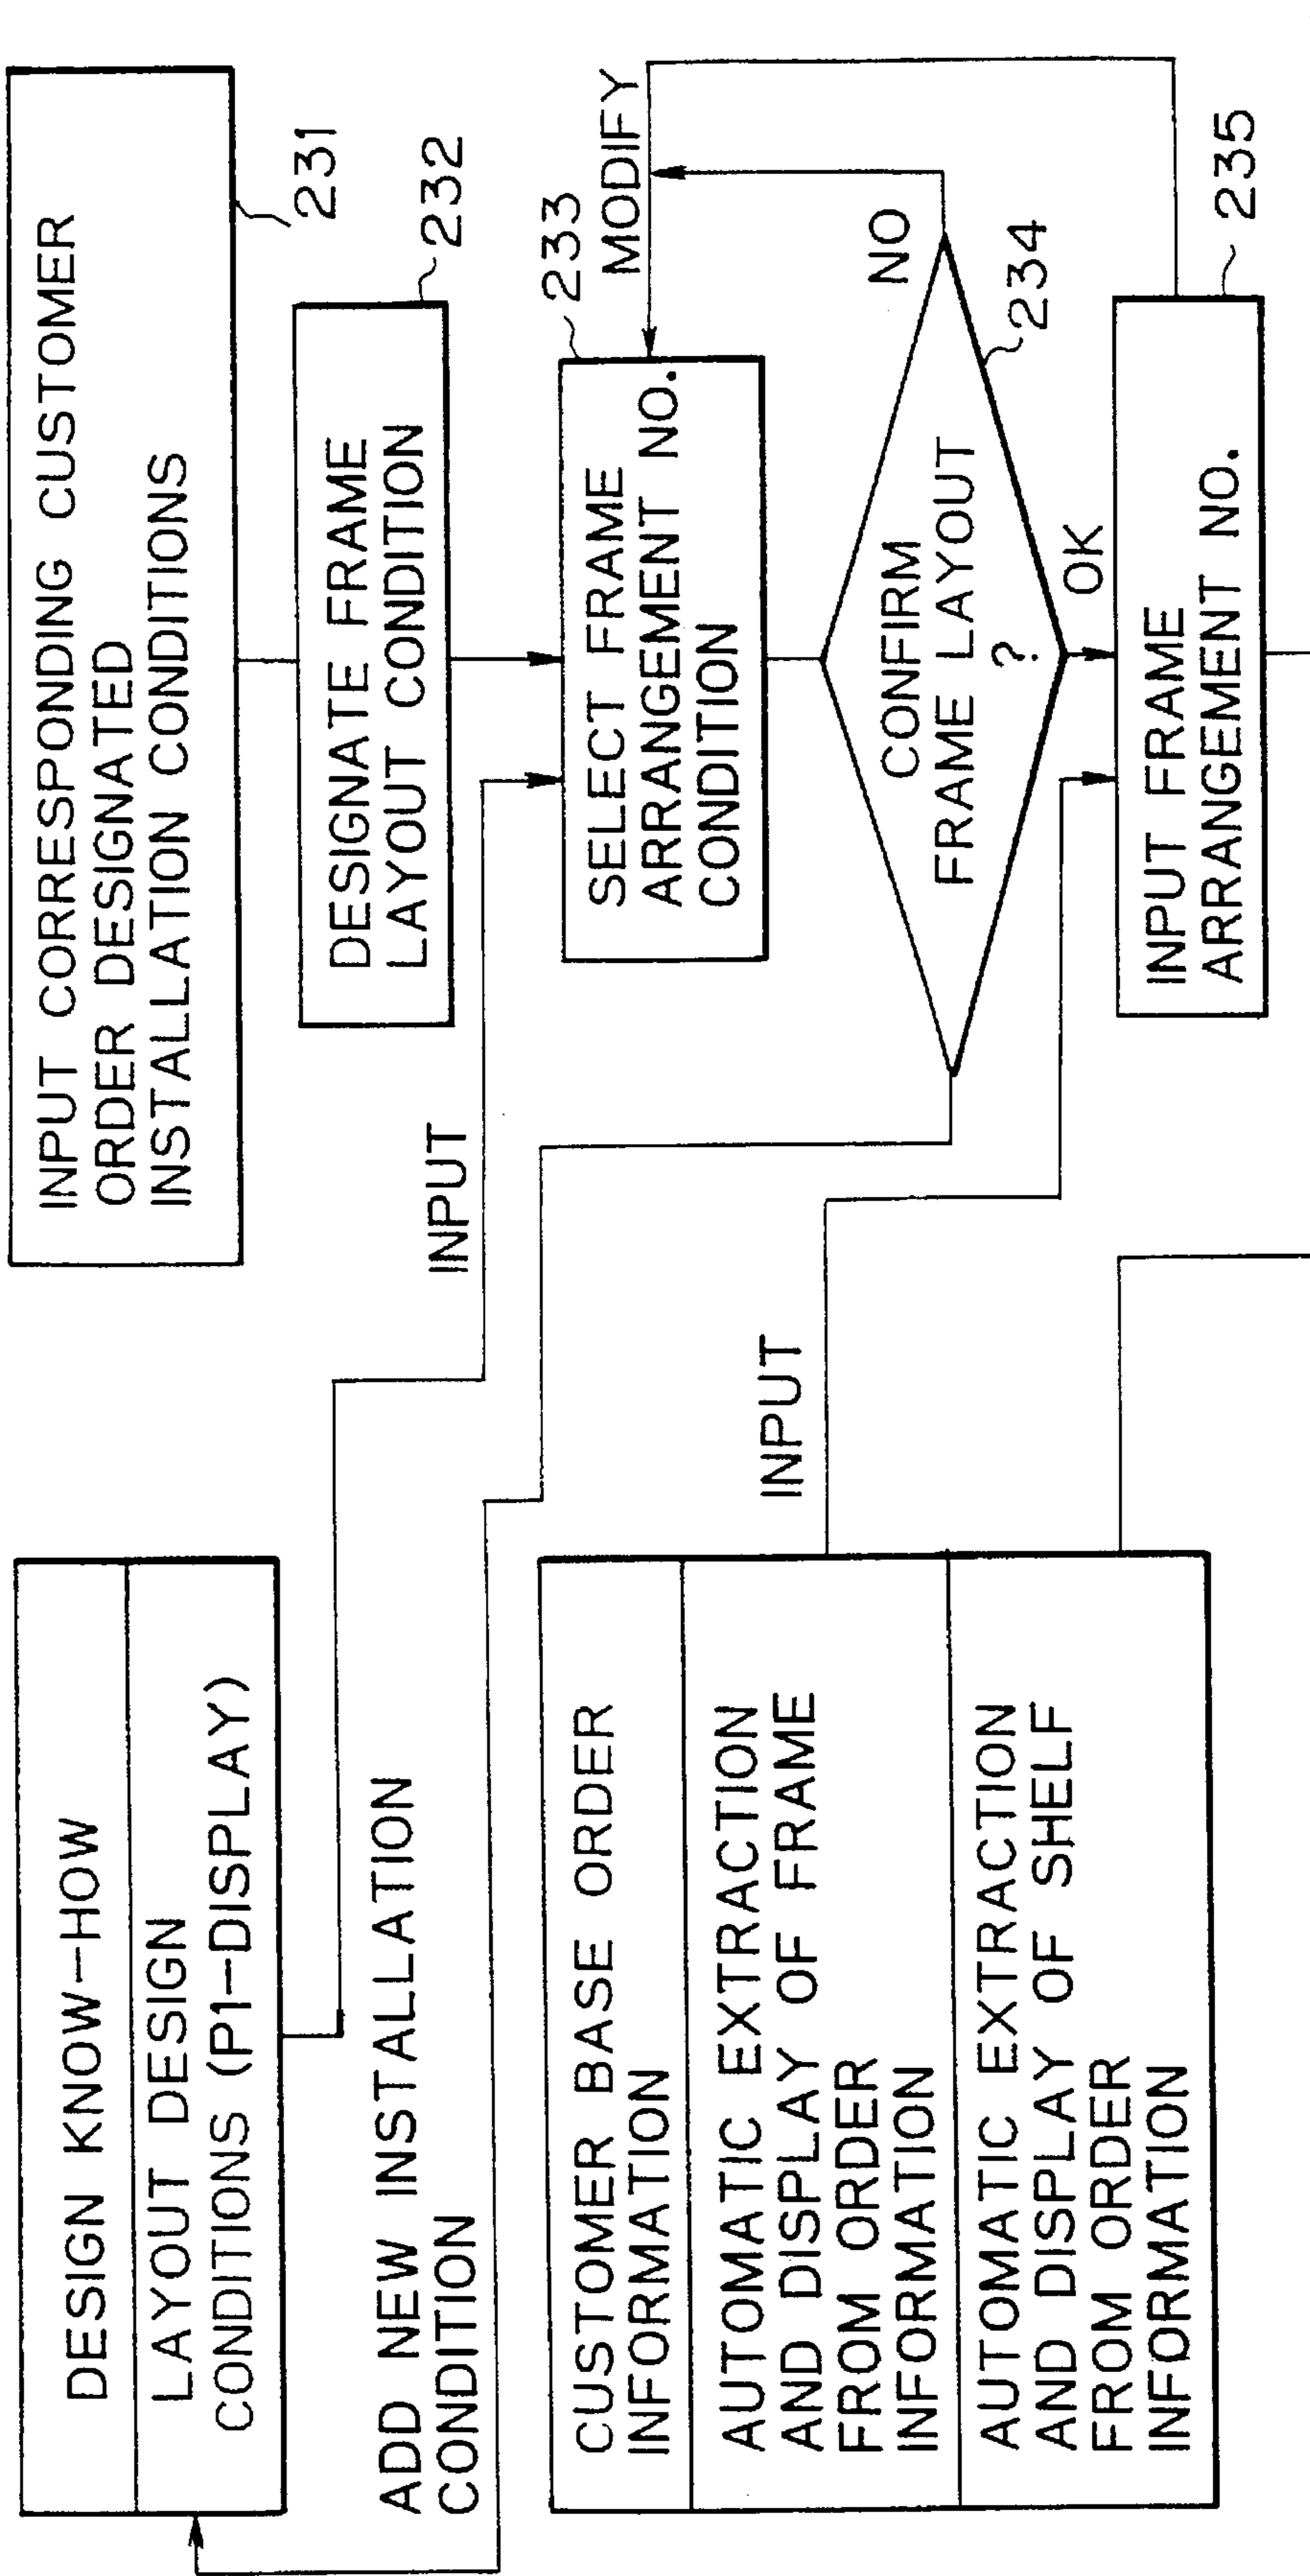 DESIGN KNOW-HOW
LAYOUT DESIGN
CONDITIONS (P1-DISPLAY)
ADD NEW INSTALLATION
CONDITION
CUSTOMER BASE ORDER
INFORMATION
AUTOMATIC EXTRACTION
AND DISPLAY OF FRAME
FROM ORDER
INFORMATION
AUTOMATIC EXTRACTION
AND DISPLAY OF SHELF
FROM ORDER
INFORMATION
INPUT
INPUT
INPUT CORRESPONDING CUSTOMER
ORDER DESIGNATED
INSTALLATION CONDITIONS
231
DESIGNATE FRAME
LAYOUT CONDITION
232
SELECT FRAME
ARRANGEMENT NO.
CONDITION
233
MODIFY
CONFIRM
FRAME LAYOUT
?
NO
234
OK
INPUT FRAME
ARRANGEMENT NO.
235